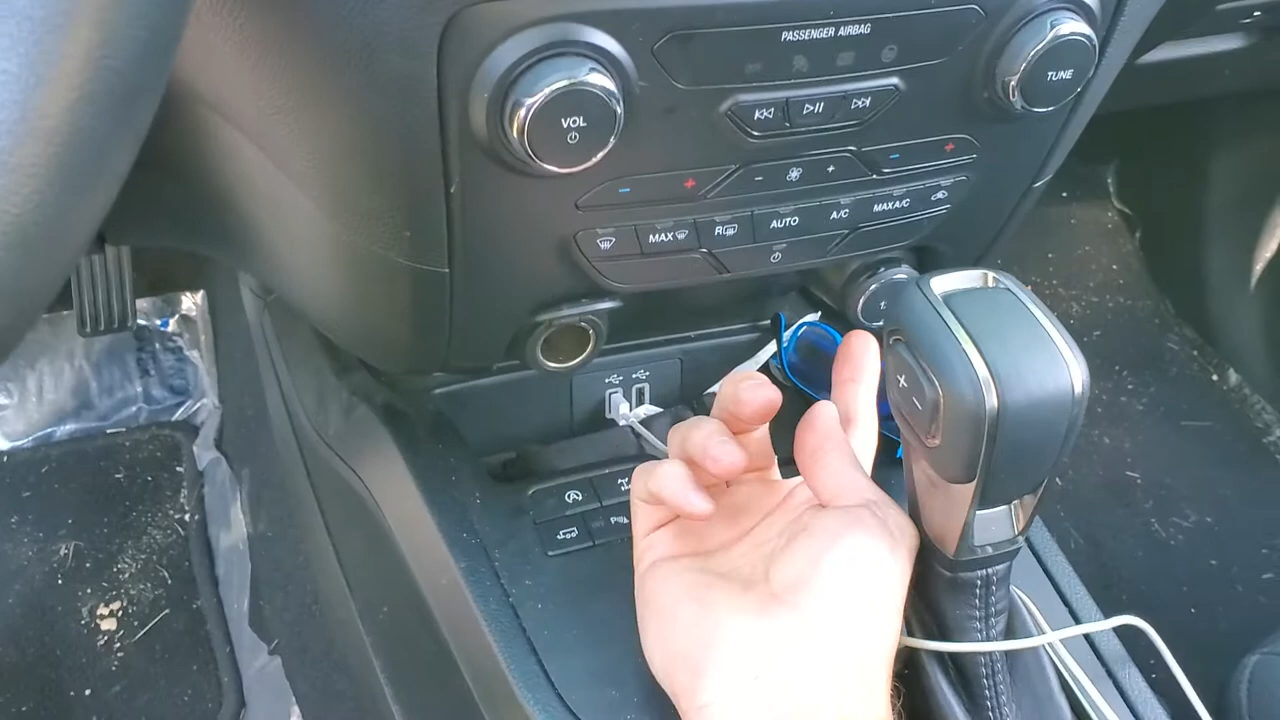 PASSENGER AIRBAG
TUNE
VOL
- + - + - +
MAX
R
AUTO
A/C
MAX A/C
+
-
A